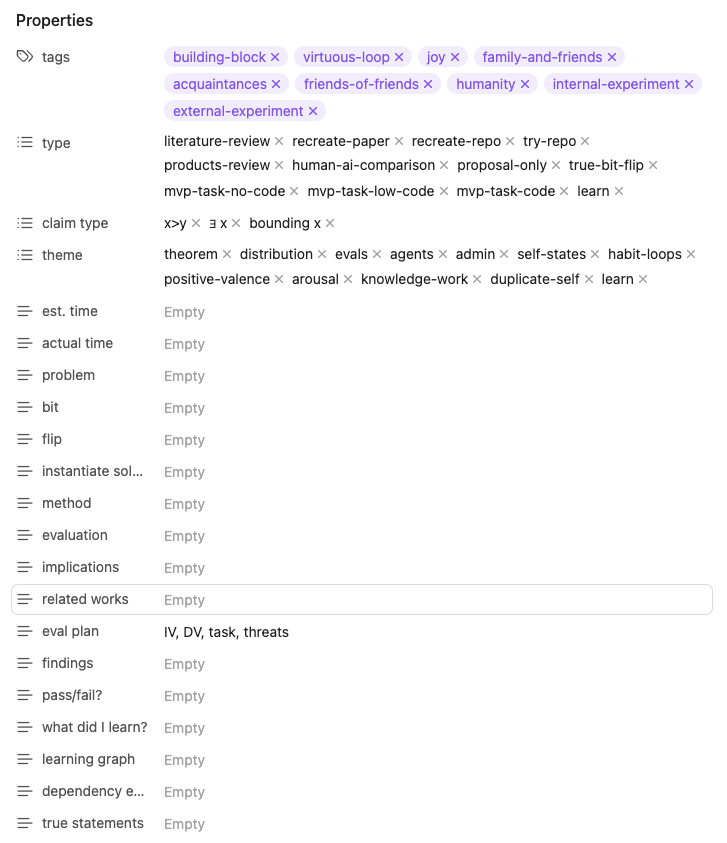 Properties
tags building-block × virtuous-loop × joy × family-and-friends ×
acquaintances × friends-of-friends × humanity × internal-experiment ×
external-experiment ×
type literature-review × recreate-paper × recreate-repo × try-repo ×
products-review × human-ai-comparison × proposal-only × true-bit-flip ×
mvp-task-no-code × mvp-task-low-code × mvp-task-code × learn ×
claim type x>y × ∃ x × bounding x ×
theme theorem × distribution × evals × agents × admin × self-states × habit-loops ×
positive-valence × arousal × knowledge-work × duplicate-self × learn ×
est. time Empty
actual time Empty
problem Empty
bit Empty
flip Empty
instantiate sol... Empty
method Empty
evaluation Empty
implications Empty
related works Empty
eval plan IV, DV, task, threats
findings Empty
pass/fail? Empty
what did I learn? Empty
learning graph Empty
dependency e... Empty
true statements Empty